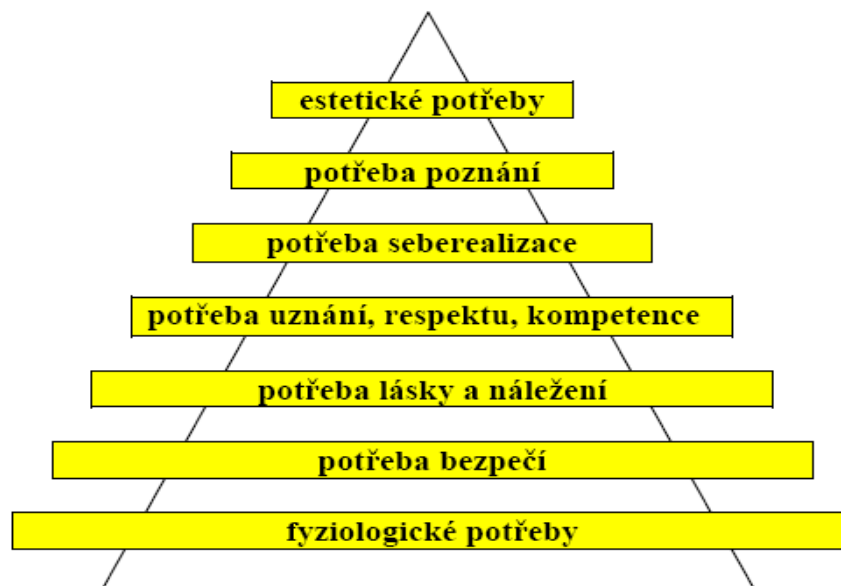 estetické potřeby
potřeba poznání
potřeba seberealizace
potřeba uznání, respektu, kompetence
potřeba lásky a náležení
potřeba bezpečí
fyziologické potřeby